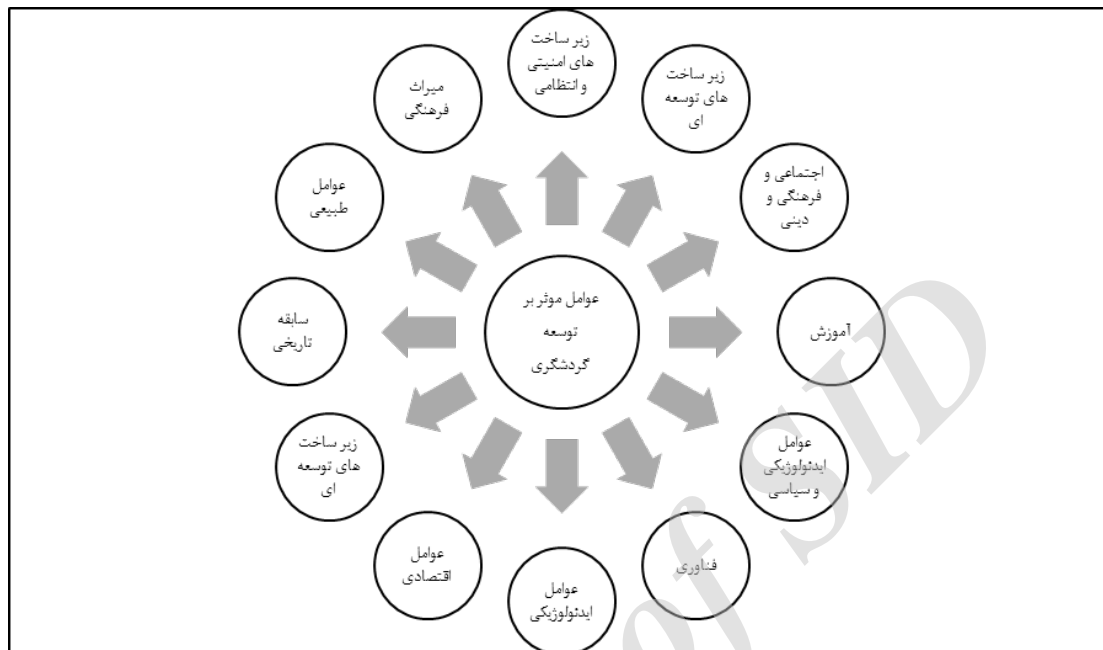 زیر ساخت
های امنیتی
و انتظامی
زیر ساخت
های توسعه
ای
اجتماعی و
فرهنگی و
دینی
آموزش
عوامل
ایدئولوژیکی
و سیاسی
فناوری
عوامل
ایدئولوژیکی
عوامل
اقتصادی
زیر ساخت
های توسعه
ای
سابقه
تاریخی
عوامل
طبیعی
میراث
فرهنگی
عوامل موثر بر
توسعه
گردشگری
of SID